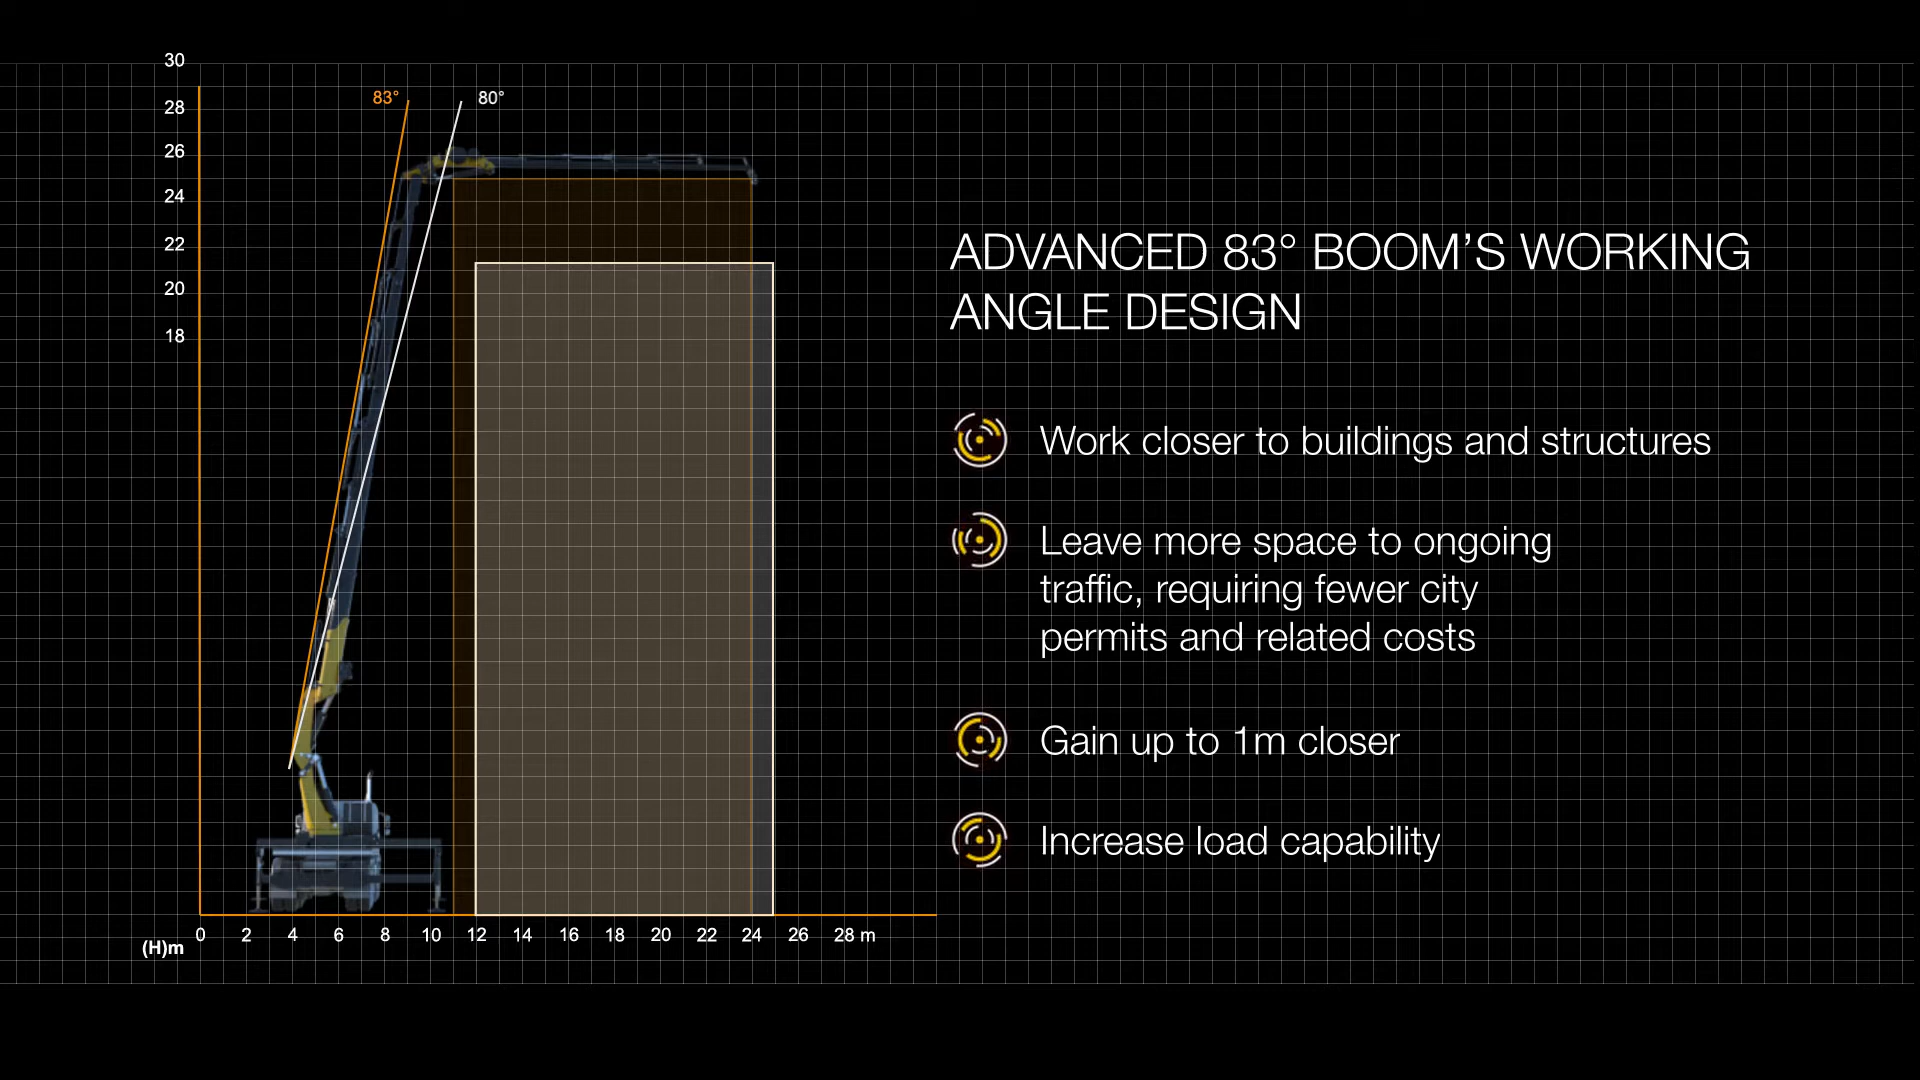 30
83°
80°
28
26
24
22
20
18
(H)m
0 2 4 6 8 10 12 14 16 18 20 22 24 26 28 m
ADVANCED 83° BOOM’S WORKING
ANGLE DESIGN
Work closer to buildings and structures
Leave more space to ongoing
traffic, requiring fewer city
permits and related costs
Gain up to 1m closer
Increase load capability